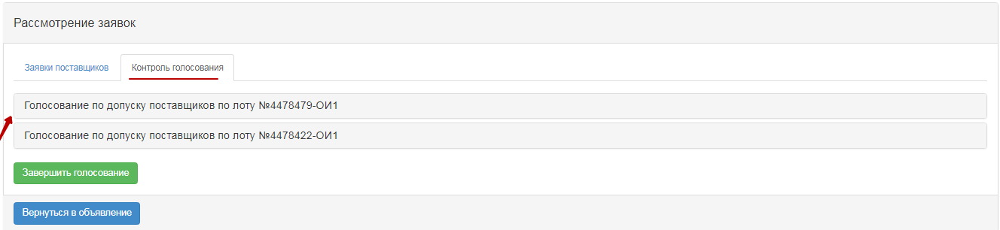 Рассмотрение заявок
Заявки поставщиков Контроль голосования
Голосование по допуску поставщиков по лоту №4478479-ОИ1
Голосование по допуску поставщиков по лоту №4478422-ОИ1
Завершить голосование
Вернуться в объявление